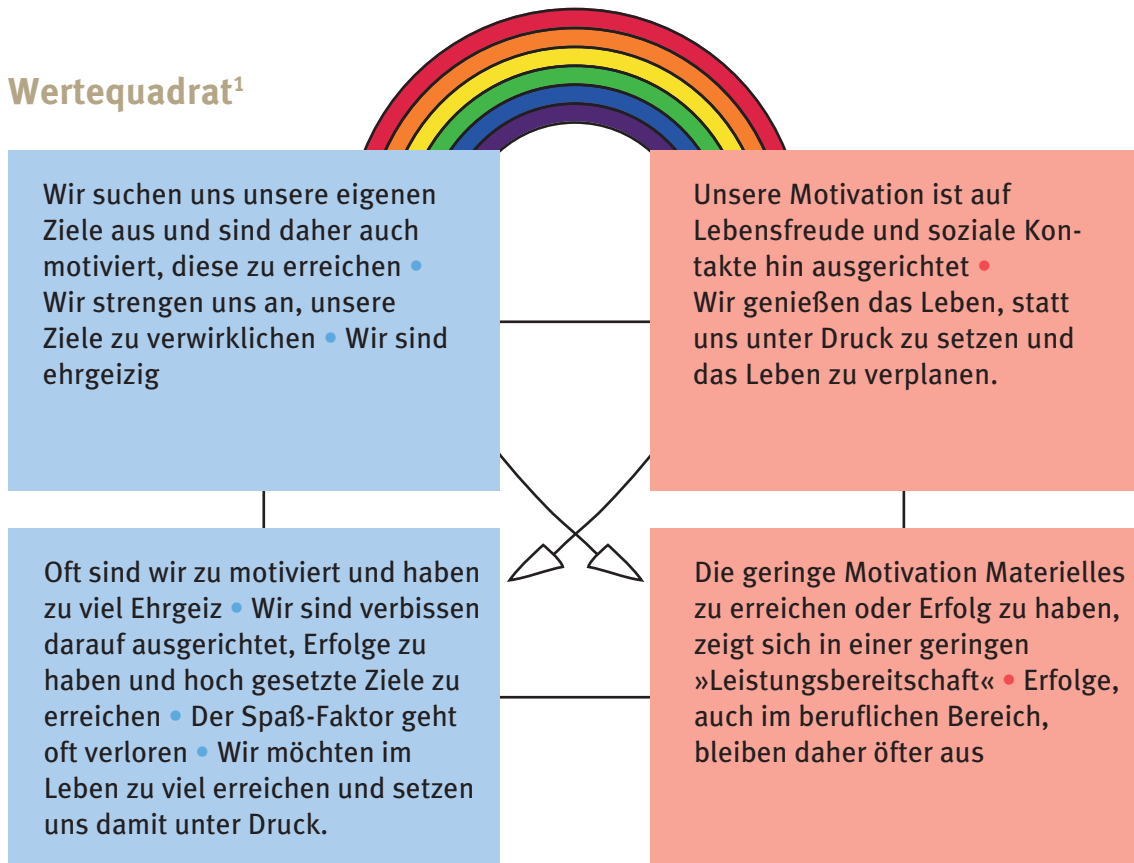 Wertequadrat¹
Wir suchen uns unsere eigenen
Ziele aus und sind daher auch
motiviert, diese zu erreichen •
Wir strengen uns an, unsere
Ziele zu verwirklichen • Wir sind
ehrgeizig
Unsere Motivation ist auf
Lebensfreude und soziale Kon-
takte hin ausgerichtet •
Wir genießen das Leben, statt
uns unter Druck zu setzen und
das Leben zu verplanen.
Oft sind wir zu motiviert und haben
zu viel Ehrgeiz • Wir sind verbissen
darauf ausgerichtet, Erfolge zu
haben und hoch gesetzte Ziele zu
erreichen • Der Spaß-Faktor geht
oft verloren • Wir möchten im
Leben zu viel erreichen und setzen
uns damit unter Druck.
Die geringe Motivation Materielles
zu erreichen oder Erfolg zu haben,
zeigt sich in einer geringen
»Leistungsbereitschaft« • Erfolge,
auch im beruflichen Bereich,
bleiben daher öfter aus